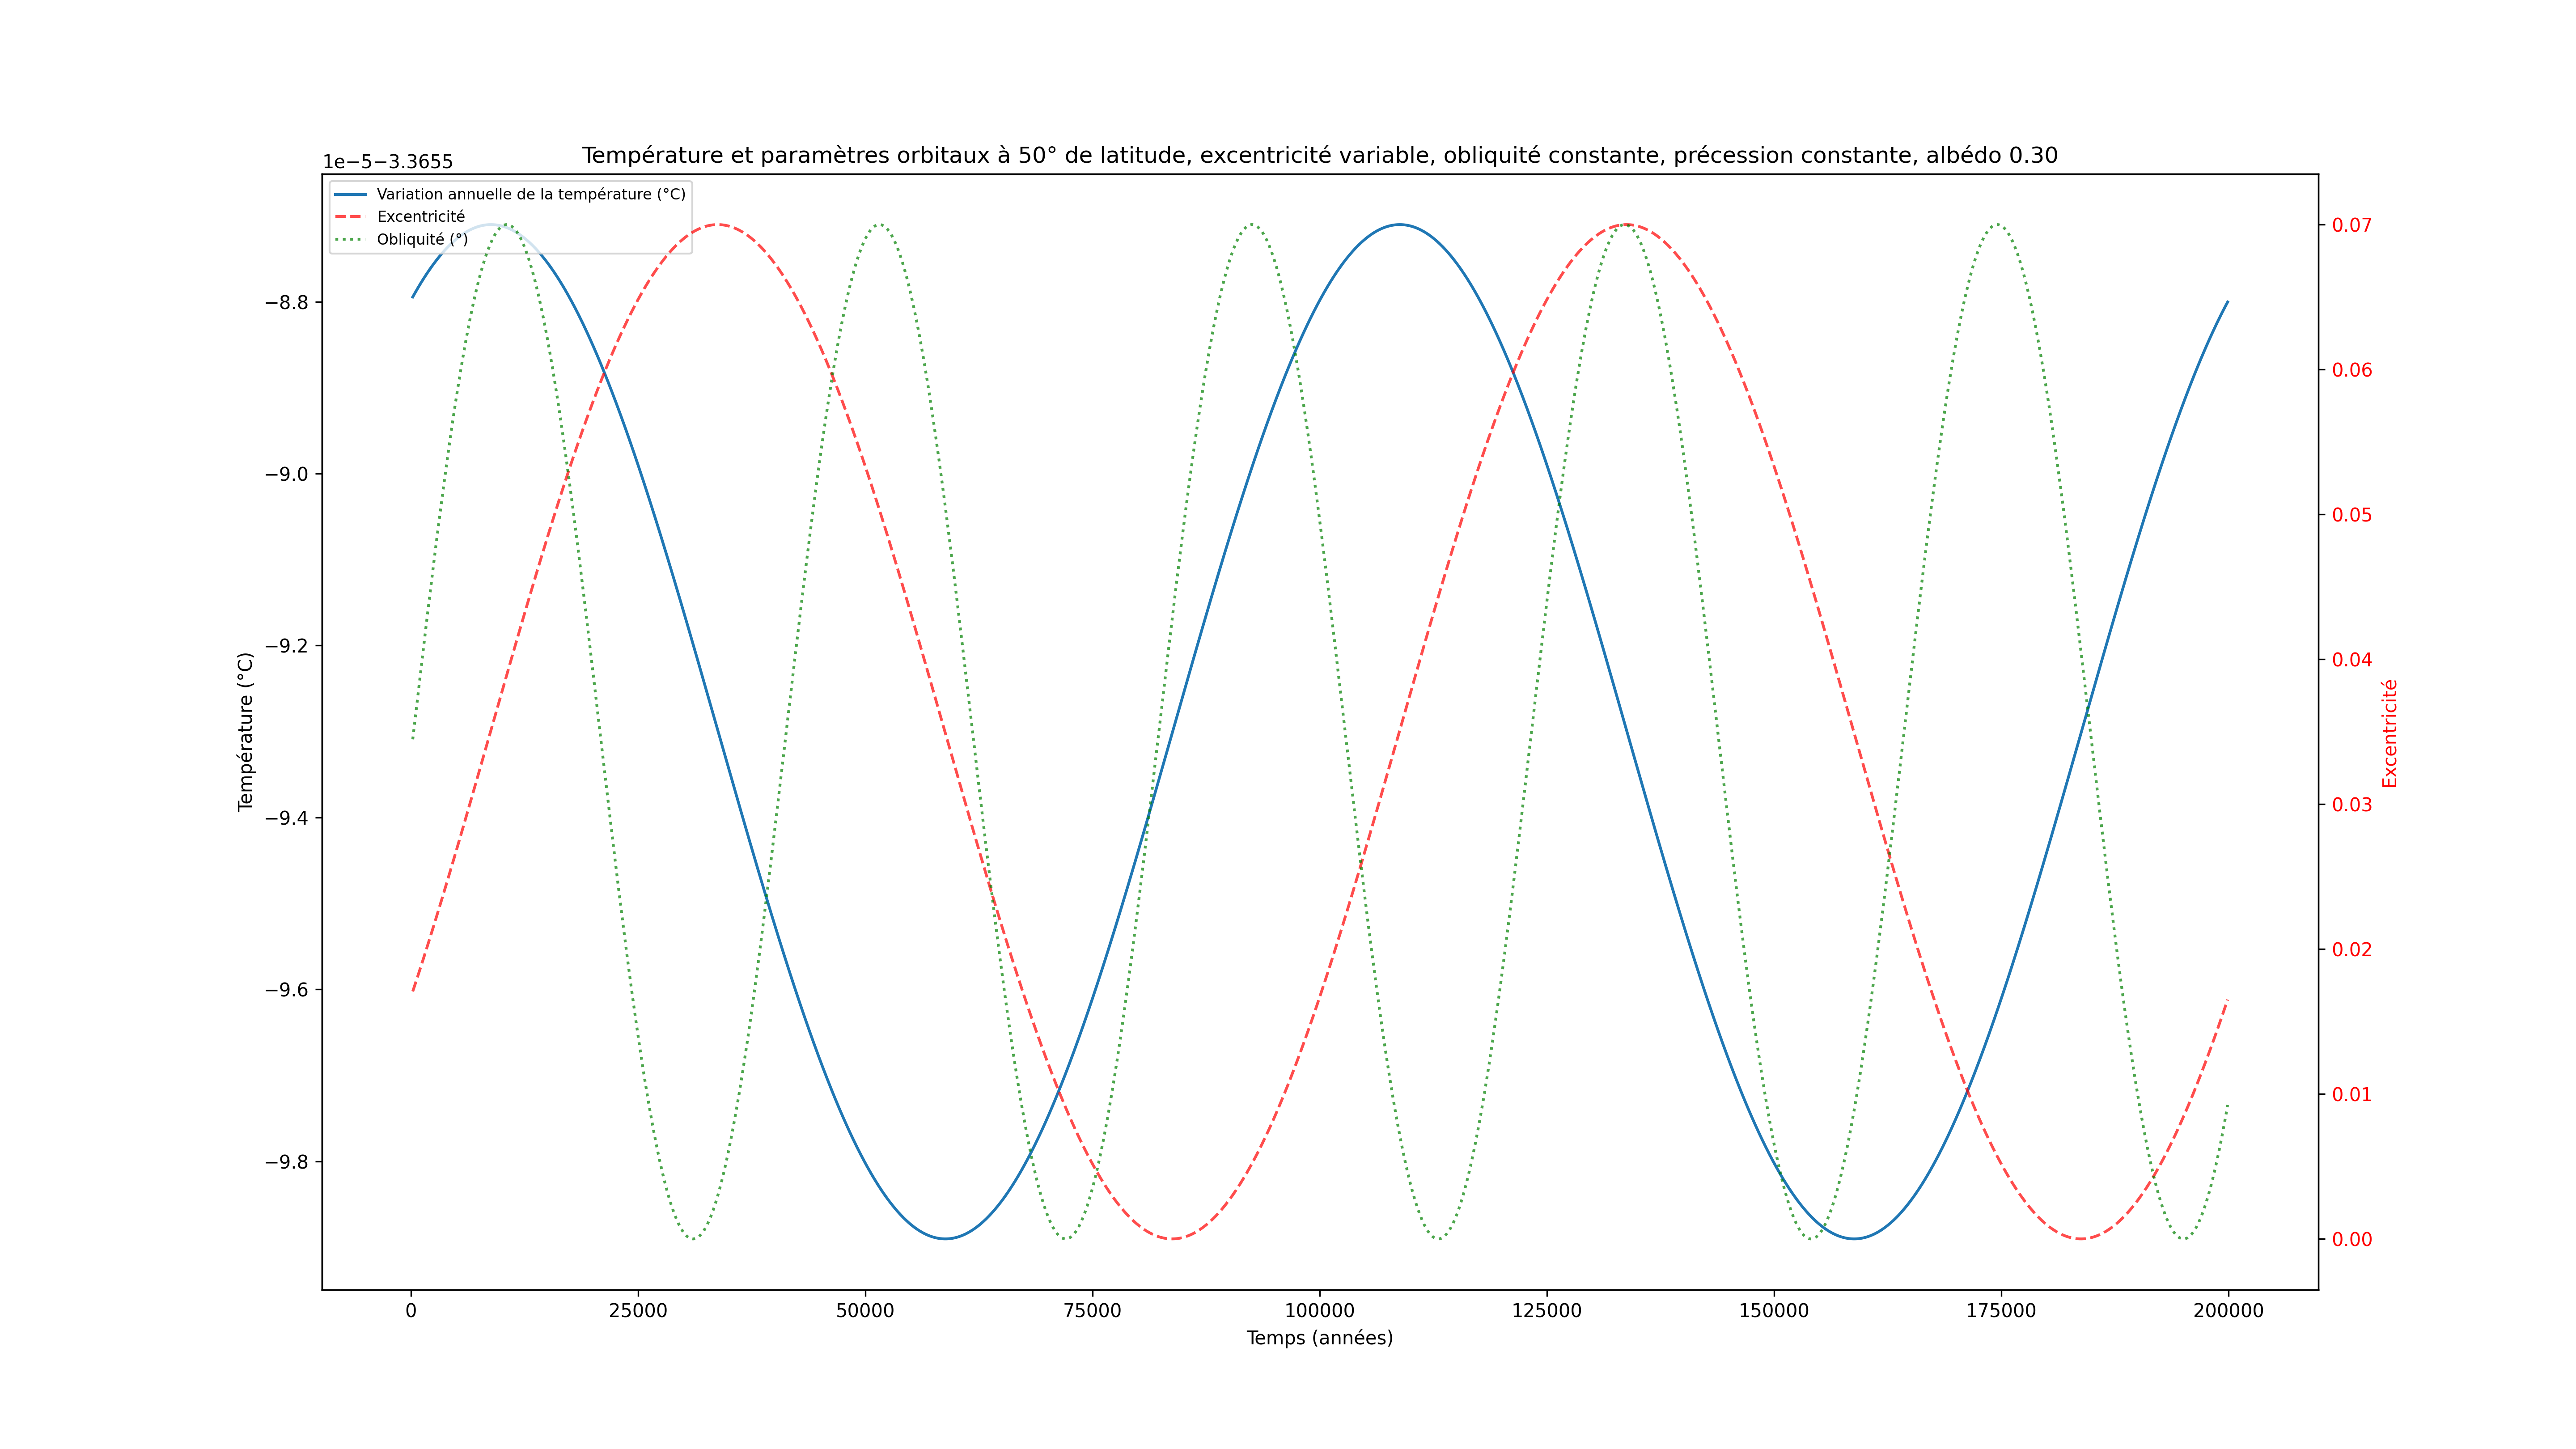 Température et paramètres orbitaux à 50° de latitude, excentricité variable, obliquité constante, précession constante, albédo 0.30
1e−5−3.3655
Variation annuelle de la température (°C)
Excentricité
Obliquité (°)
−8.8
−9.0
−9.2
−9.4
−9.6
−9.8
Température (°C)
0.07
0.06
0.05
0.04
0.03
0.02
0.01
0.00
Excentricité
0 25000 50000 75000 100000 125000 150000 175000 200000
Temps (années)